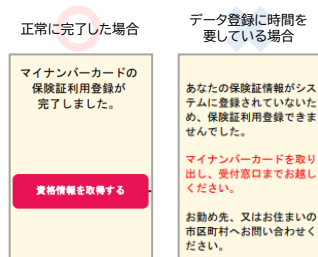 正常に完了した場合
マイナンバーカードの
保険証利用登録が
完了しました。
資格情報を取得する
データ登録に時間を
要している場合
あなたの保険証情報がシス
テムに登録されていないた
め、保険証利用登録できま
せんでした。
マイナンバーカードを取り
出し、受付窓口までお越し
ください。
お勤め先、又はお住まいの
市区町村へお問い合わせく
ださい。